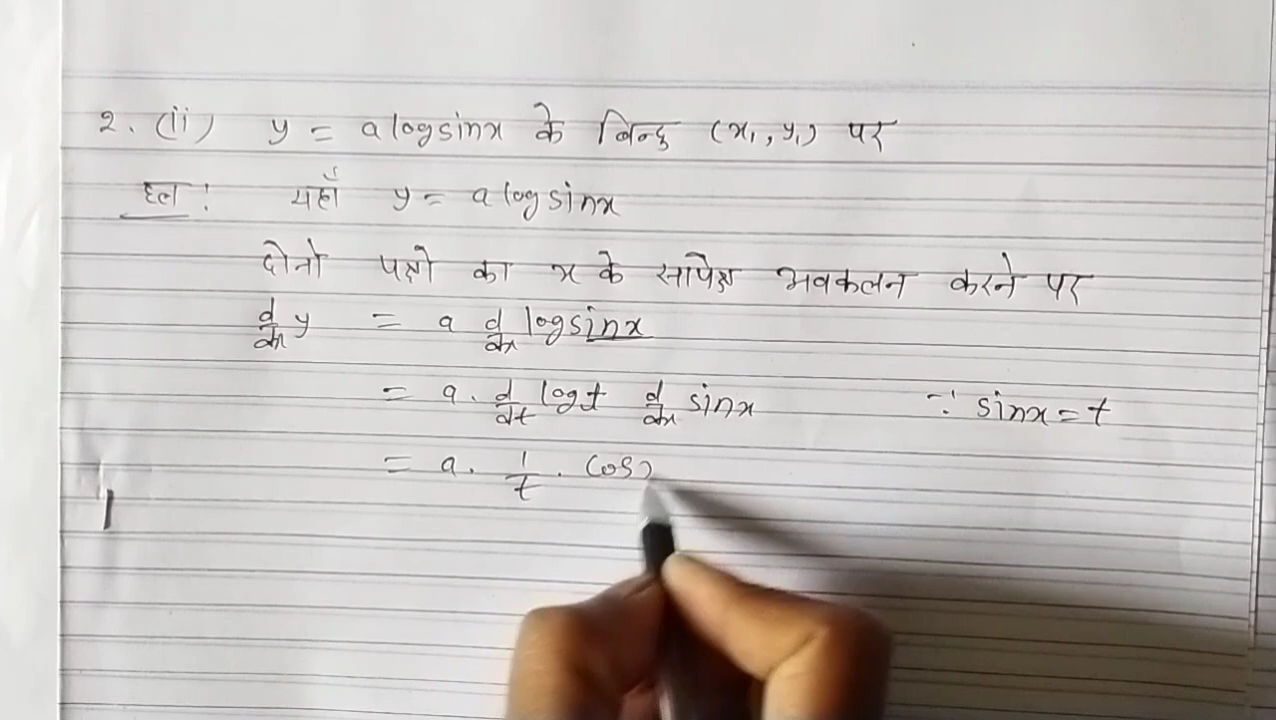 2. (ii) y = a log sinx के बिन्दु (x₁, y₁) पर
हल : यहाँ y = a log sinx
दोनो पक्षो का x के सापेक्ष अवकलन करने पर
d/dx y = a d/dx log sinx
= a. d/dt log t d/dx sinx ∵ sinx = t
= a. 1/t . cosx